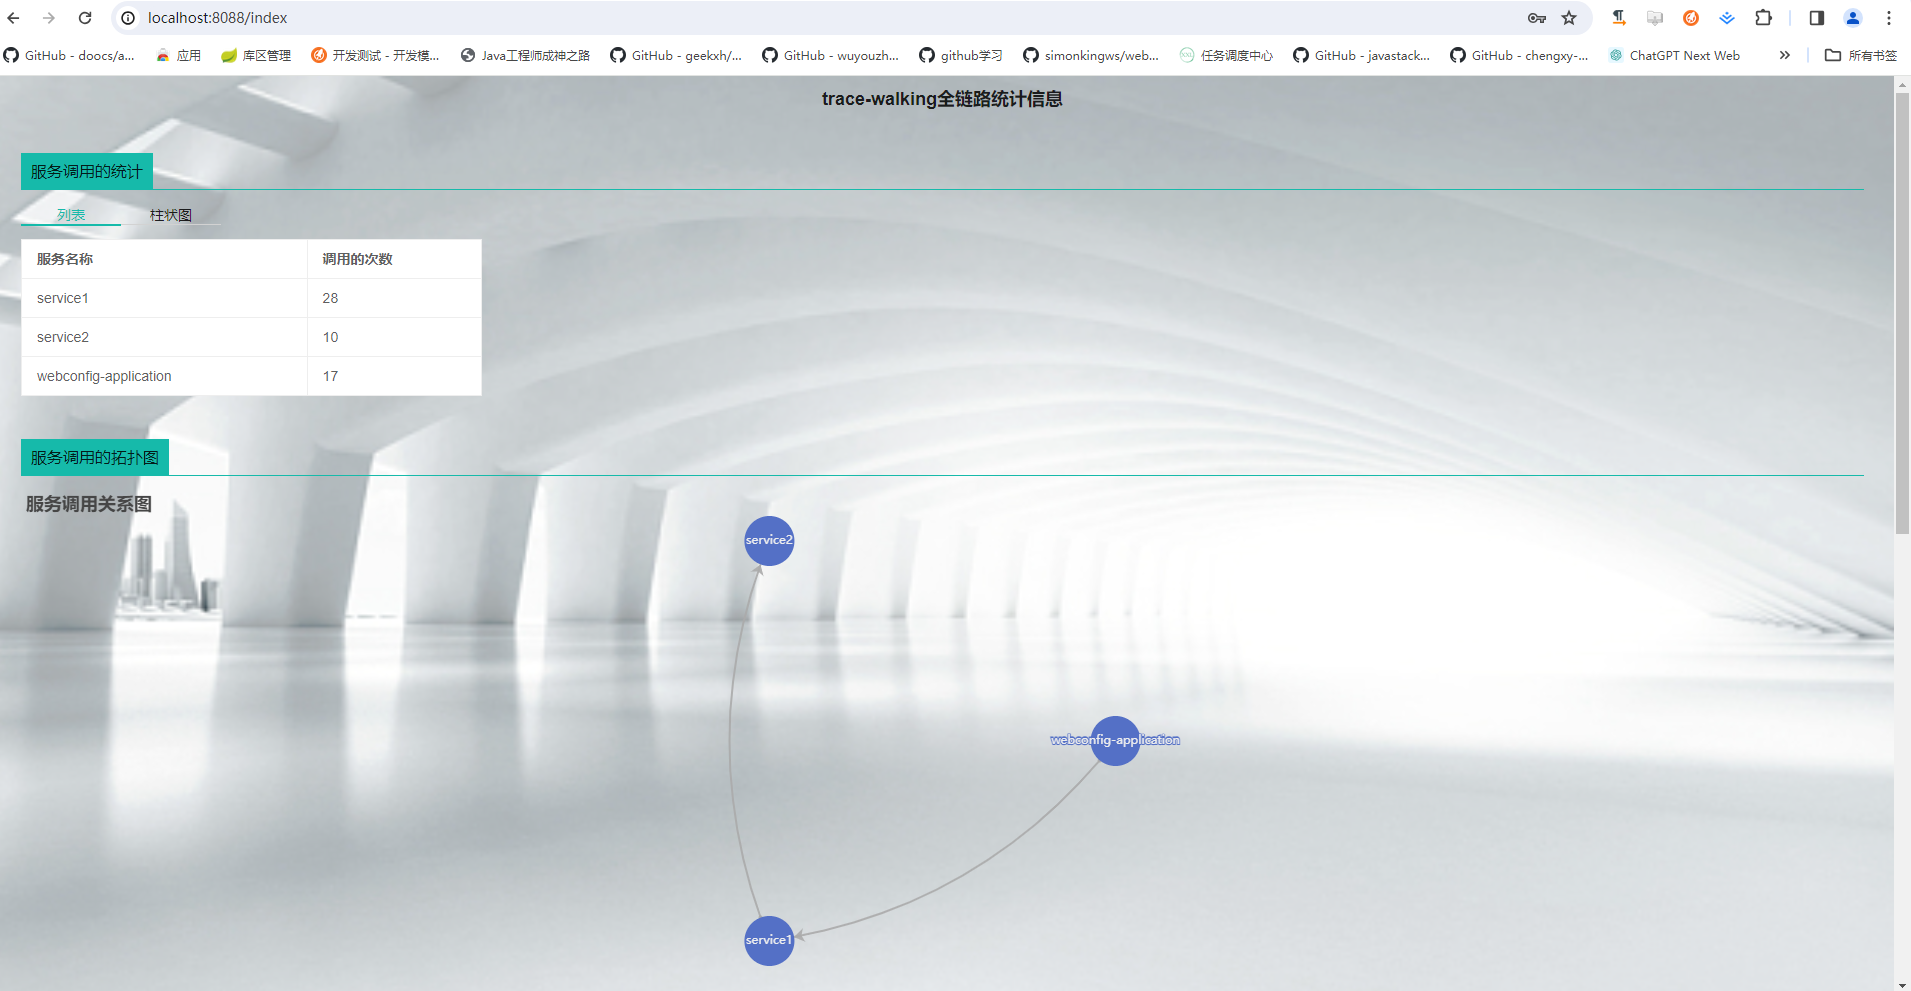 localhost:8088/index
GitHub - doocs/a...
应用
库区管理
开发测试 - 开发模...
Java工程师成神之路
GitHub - geekxh/...
GitHub - wuyouzh...
github学习
simonkingws/web...
任务调度中心
GitHub - javastack...
GitHub - chengxy-...
ChatGPT Next Web
所有书签
trace-walking全链路统计信息
服务调用的统计
列表 柱状图
服务名称 调用的次数
service1 28
service2 10
webconfig-application 17
服务调用的拓扑图
服务调用关系图
service2
webconfig-application
service1